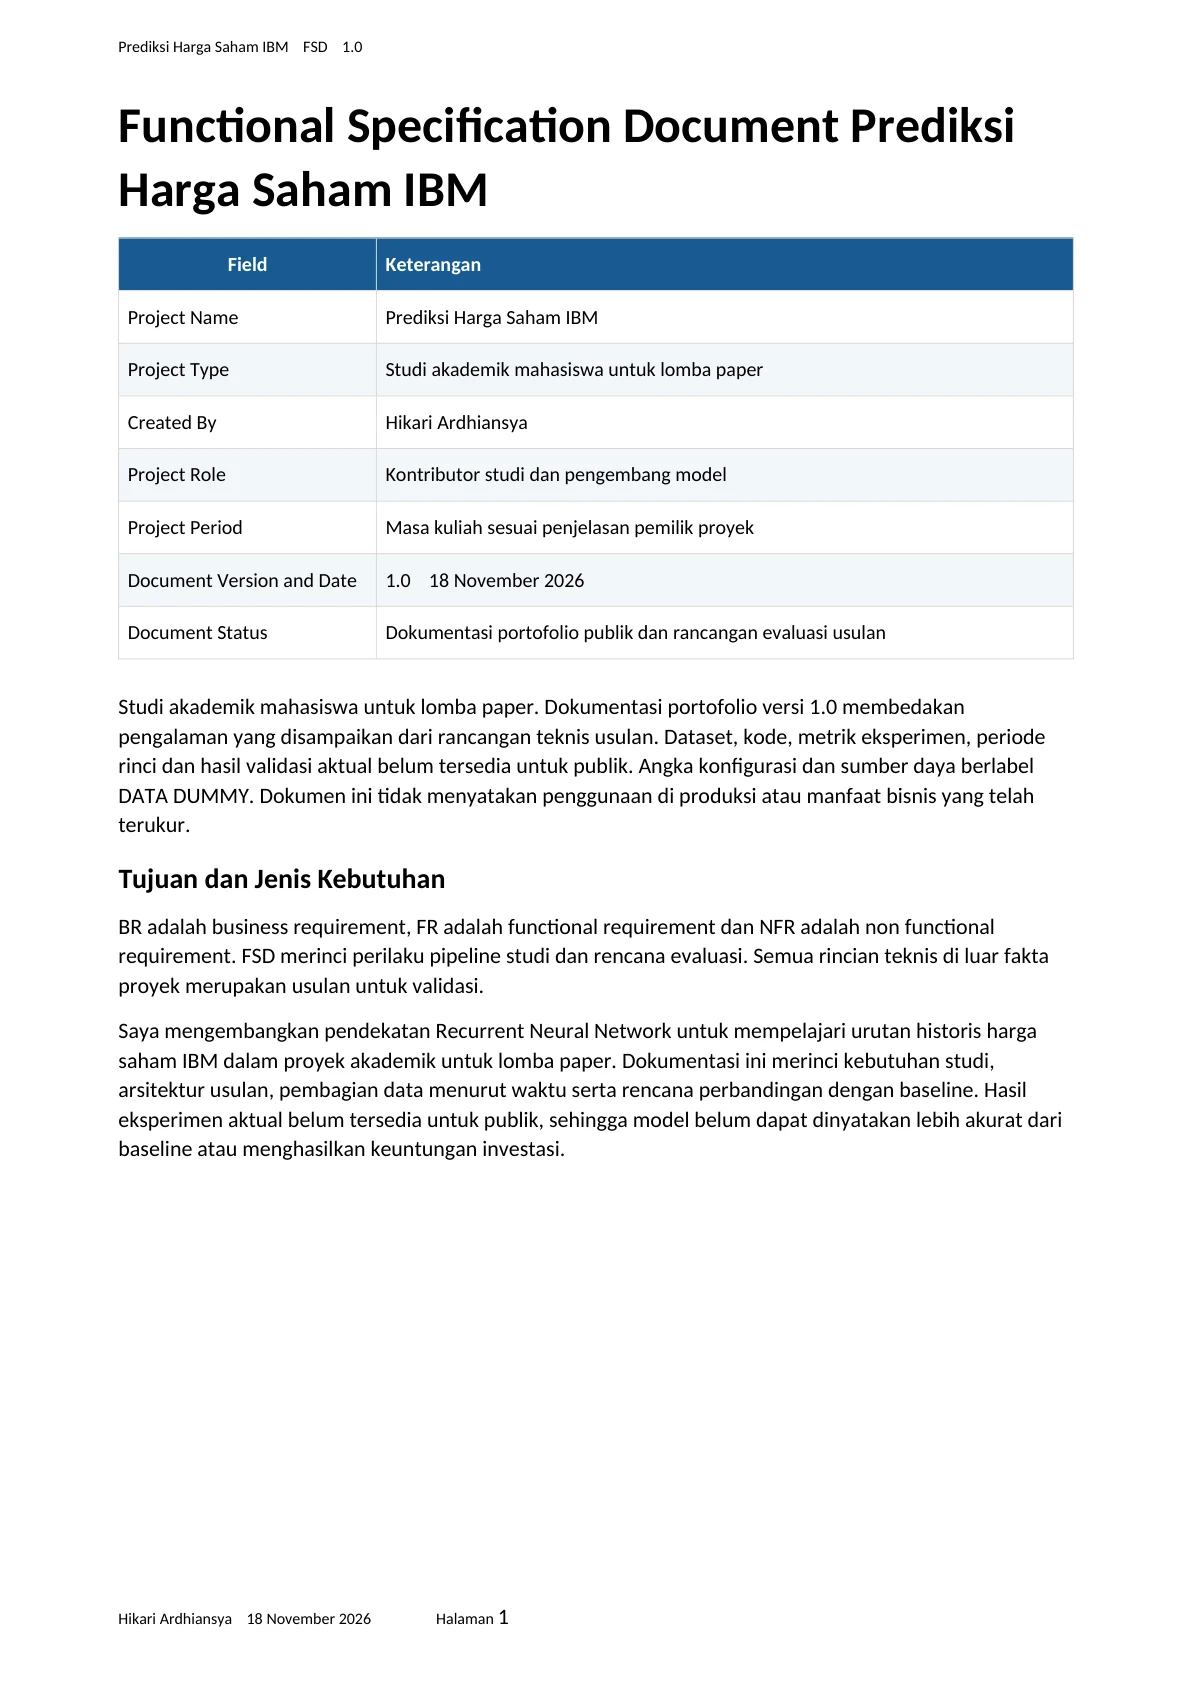 Prediksi Harga Saham IBM FSD 1.0
Functional Specification Document Prediksi
Harga Saham IBM
Field Keterangan
Project Name Prediksi Harga Saham IBM
Project Type Studi akademik mahasiswa untuk lomba paper
Created By Hikari Ardhiansya
Project Role Kontributor studi dan pengembang model
Project Period Masa kuliah sesuai penjelasan pemilik proyek
Document Version and Date 1.0 18 November 2026
Document Status Dokumentasi portofolio publik dan rancangan evaluasi usulan
Studi akademik mahasiswa untuk lomba paper. Dokumentasi portofolio versi 1.0 membedakan
pengalaman yang disampaikan dari rancangan teknis usulan. Dataset, kode, metrik eksperimen, periode
rinci dan hasil validasi aktual belum tersedia untuk publik. Angka konfigurasi dan sumber daya berlabel
DATA DUMMY. Dokumen ini tidak menyatakan penggunaan di produksi atau manfaat bisnis yang telah
terukur.
Tujuan dan Jenis Kebutuhan
BR adalah business requirement, FR adalah functional requirement dan NFR adalah non functional
requirement. FSD merinci perilaku pipeline studi dan rencana evaluasi. Semua rincian teknis di luar fakta
proyek merupakan usulan untuk validasi.
Saya mengembangkan pendekatan Recurrent Neural Network untuk mempelajari urutan historis harga
saham IBM dalam proyek akademik untuk lomba paper. Dokumentasi ini merinci kebutuhan studi,
arsitektur usulan, pembagian data menurut waktu serta rencana perbandingan dengan baseline. Hasil
eksperimen aktual belum tersedia untuk publik, sehingga model belum dapat dinyatakan lebih akurat dari
baseline atau menghasilkan keuntungan investasi.
Hikari Ardhiansya 18 November 2026 Halaman 1